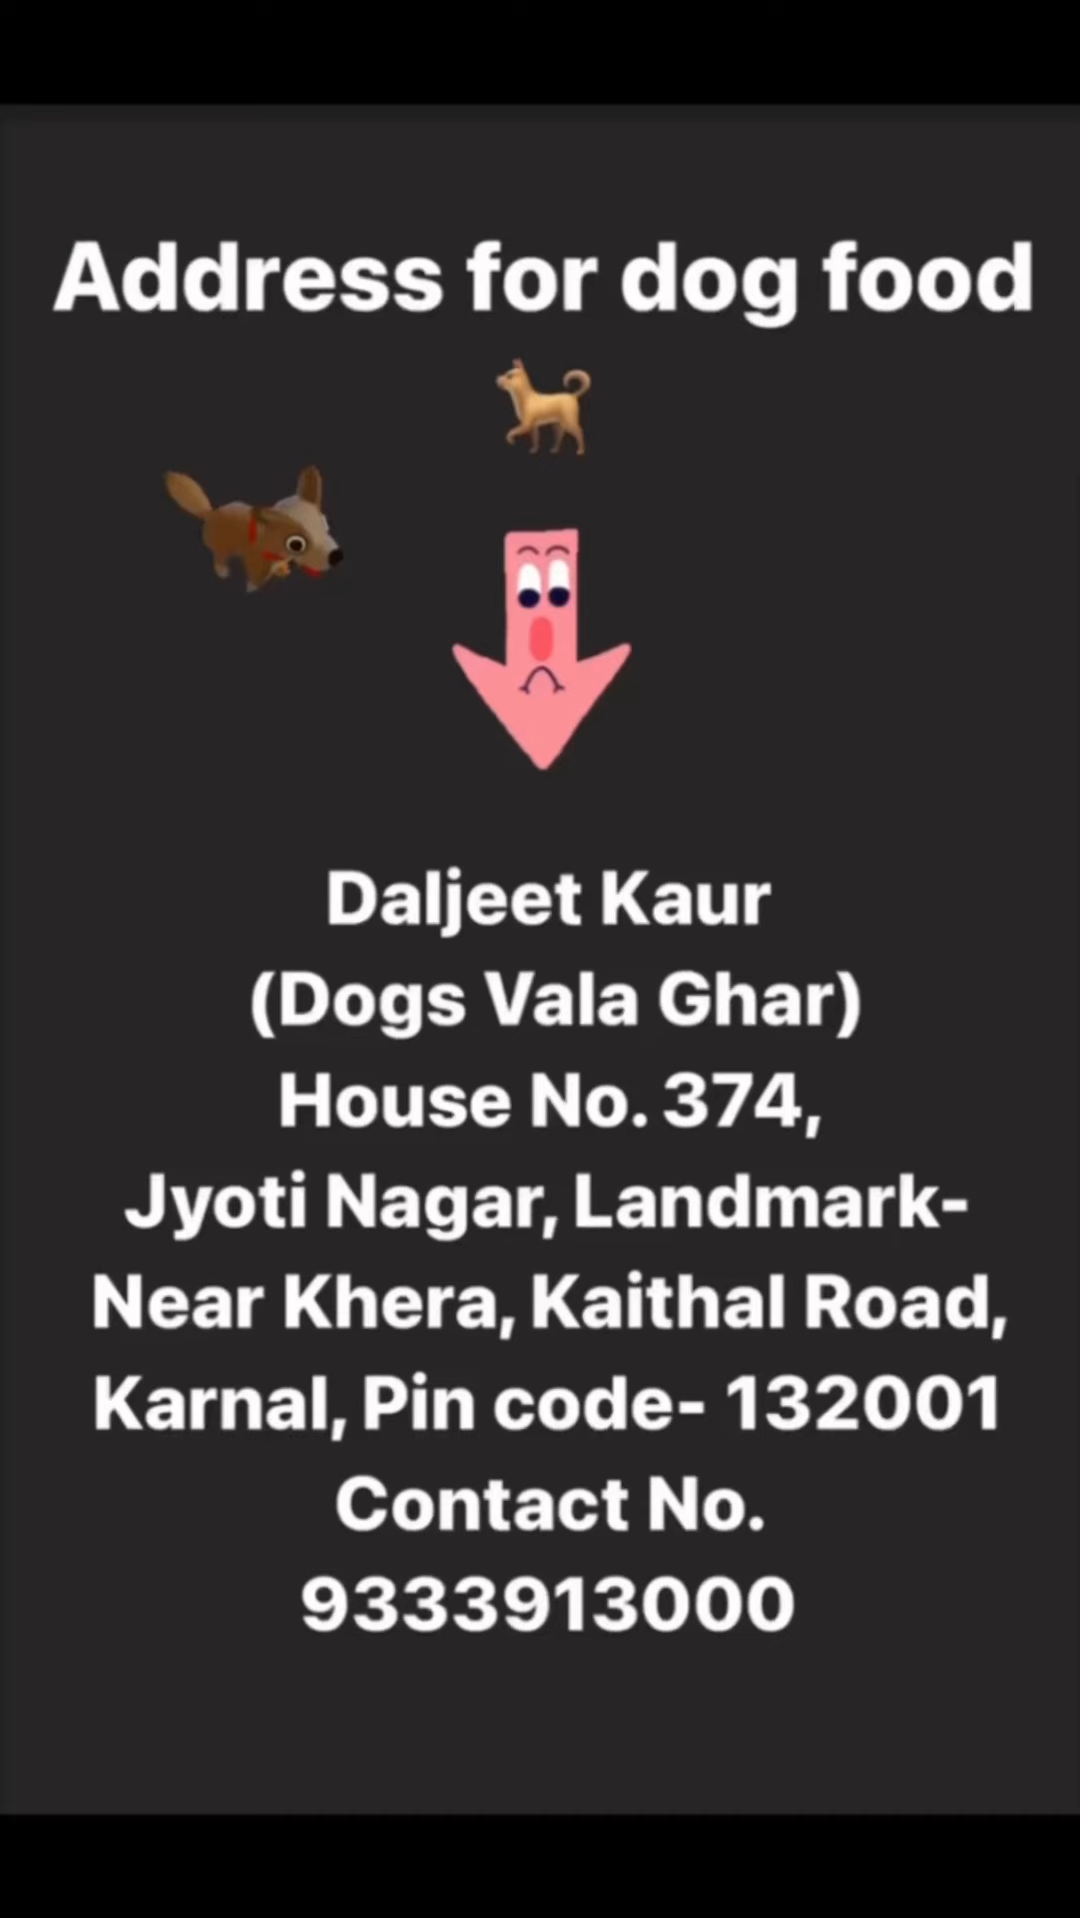 Address for dog food
Daljeet Kaur
(Dogs Vala Ghar)
House No. 374,
Jyoti Nagar, Landmark-
Near Khera, Kaithal Road,
Karnal, Pin code- 132001
Contact No.
9333913000